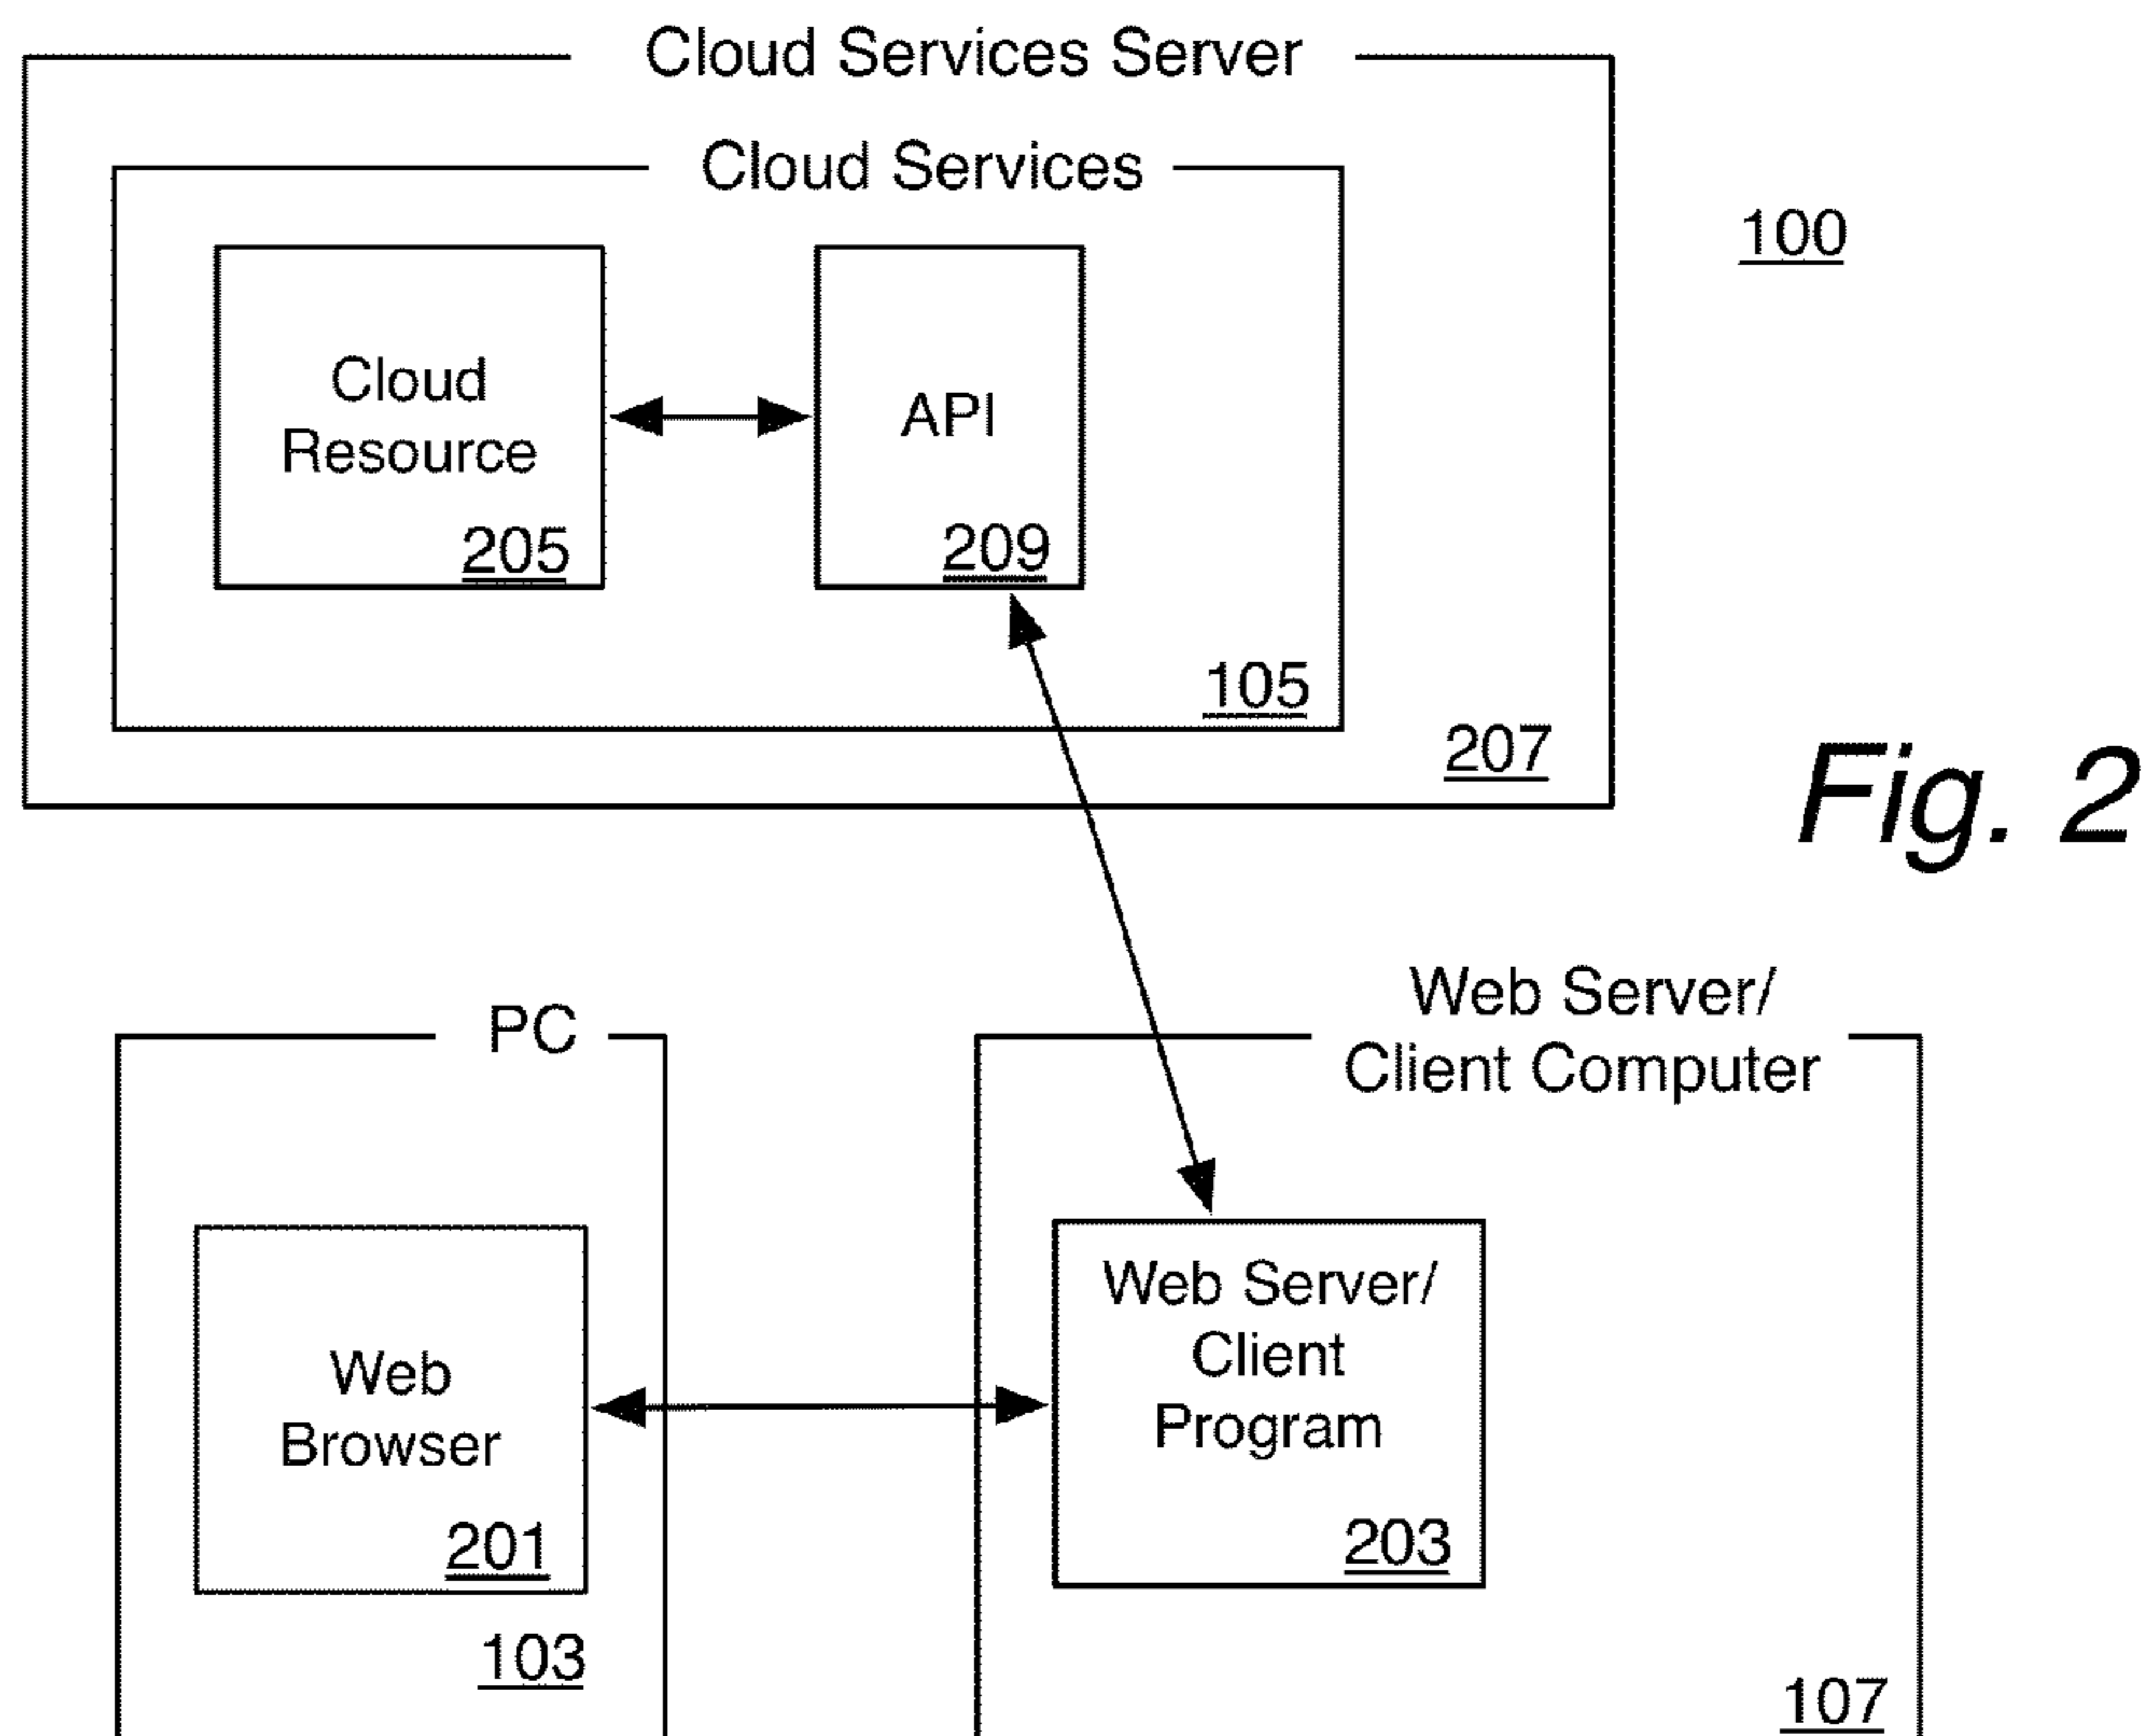 Cloud Services Server
Cloud Services
100
Cloud
Resource
205
API
209
105
207
Fig. 2
PC
Web Server/
Client Computer
Web
Browser
201
103
Web Server/
Client
Program
203
107